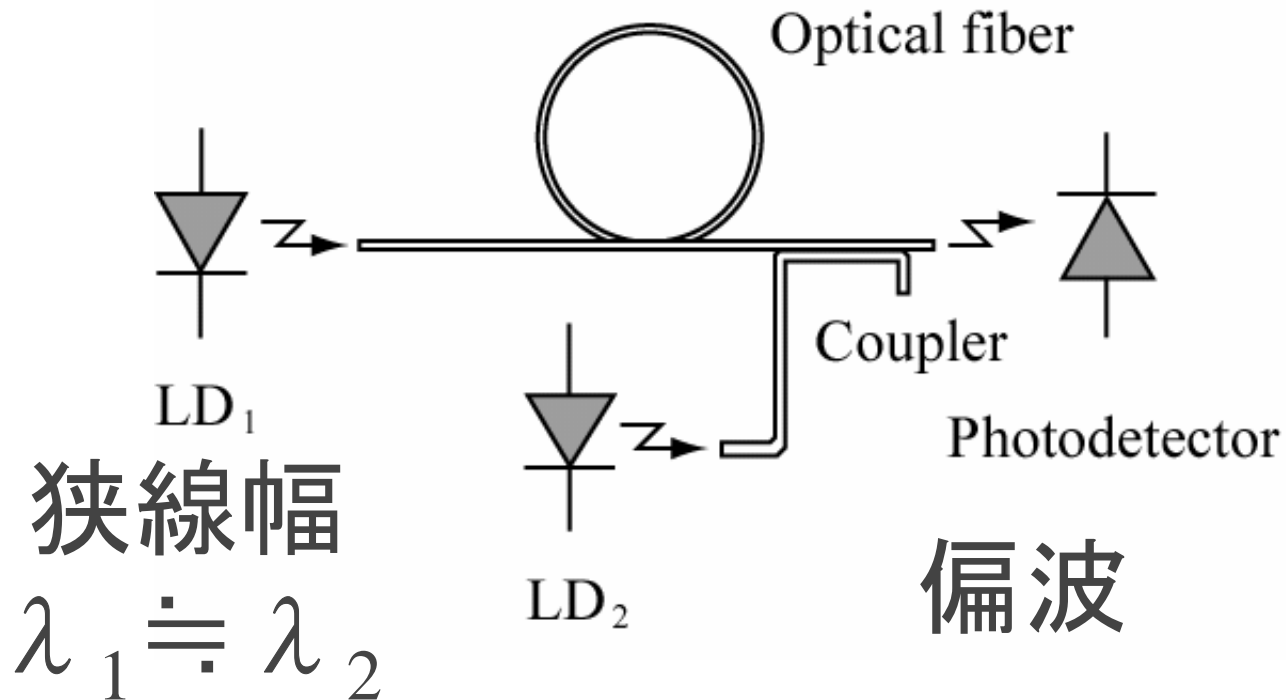 Optical fiber
Coupler
LD₁
Photodetector
狭線幅
λ₁≒λ₂
LD₂
偏波